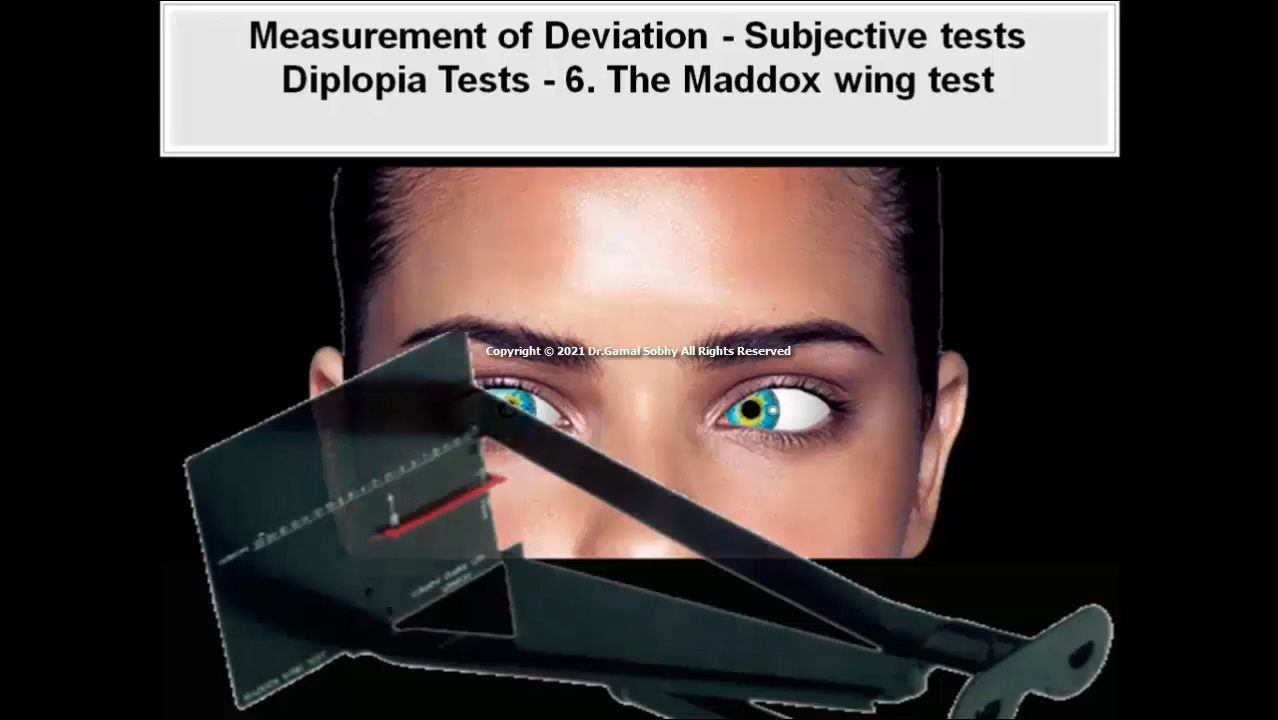 Measurement of Deviation - Subjective tests
Diplopia Tests - 6. The Maddox wing test
Copyright © 2021 Dr.Gamal Sobhy All Rights Reserved